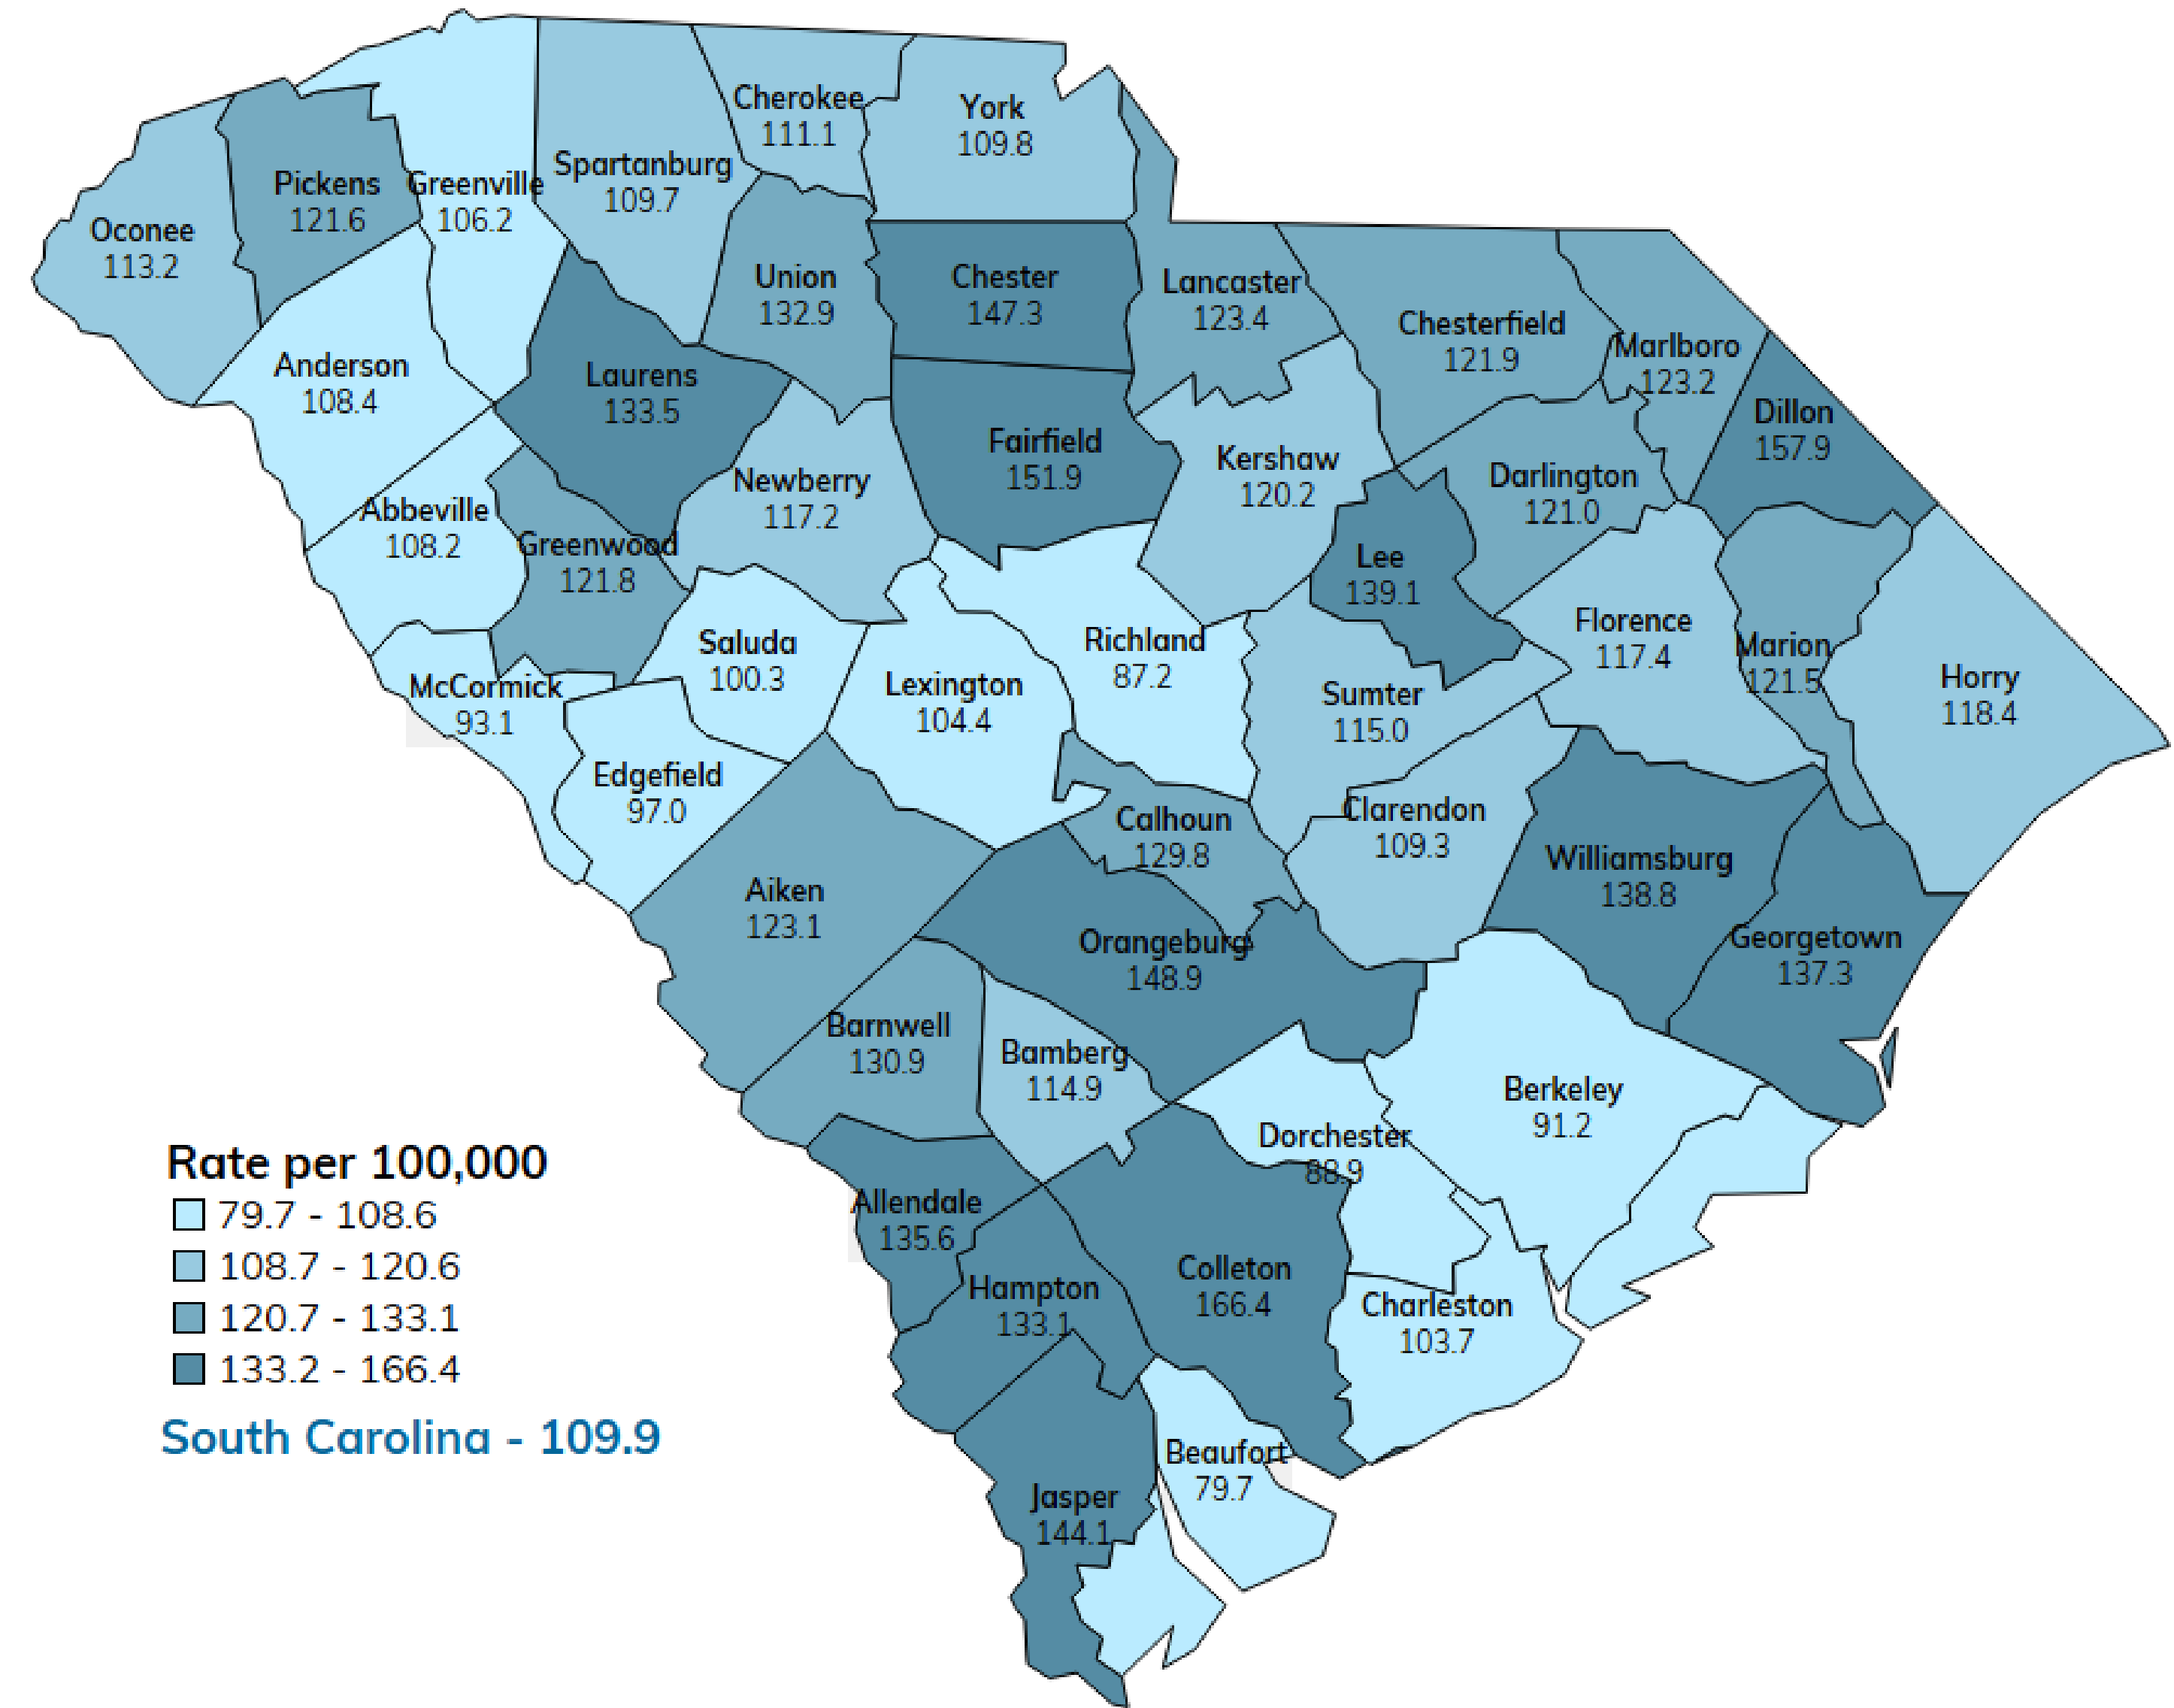 Cherokee
111.1
York
109.8
Spartanburg
109.7
Pickens
121.6
Greenville
106.2
Oconee
113.2
Union
132.9
Chester
147.3
Lancaster
123.4
Chesterfield
121.9
Marlboro
123.2
Anderson
108.4
Laurens
133.5
Dillon
157.9
Fairfield
151.9
Kershaw
120.2
Newberry
117.2
Darlington
121.0
Abbeville
108.2
Greenwood
121.8
Lee
139.1
Florence
117.4
Saluda
100.3
Richland
87.2
Marion
121.5
McCormick
93.1
Lexington
104.4
Sumter
115.0
Horry
118.4
Edgefield
97.0
Calhoun
129.8
Clarendon
109.3
Williamsburg
138.8
Aiken
123.1
Orangeburg
148.9
Georgetown
137.3
Barnwell
130.9
Bamberg
114.9
Berkeley
91.2
Dorchester
88.9
Allendale
135.6
Hampton
133.1
Colleton
166.4
Charleston
103.7
Beaufort
79.7
Jasper
144.1
Rate per 100,000
79.7 - 108.6
108.7 - 120.6
120.7 - 133.1
133.2 - 166.4
South Carolina - 109.9